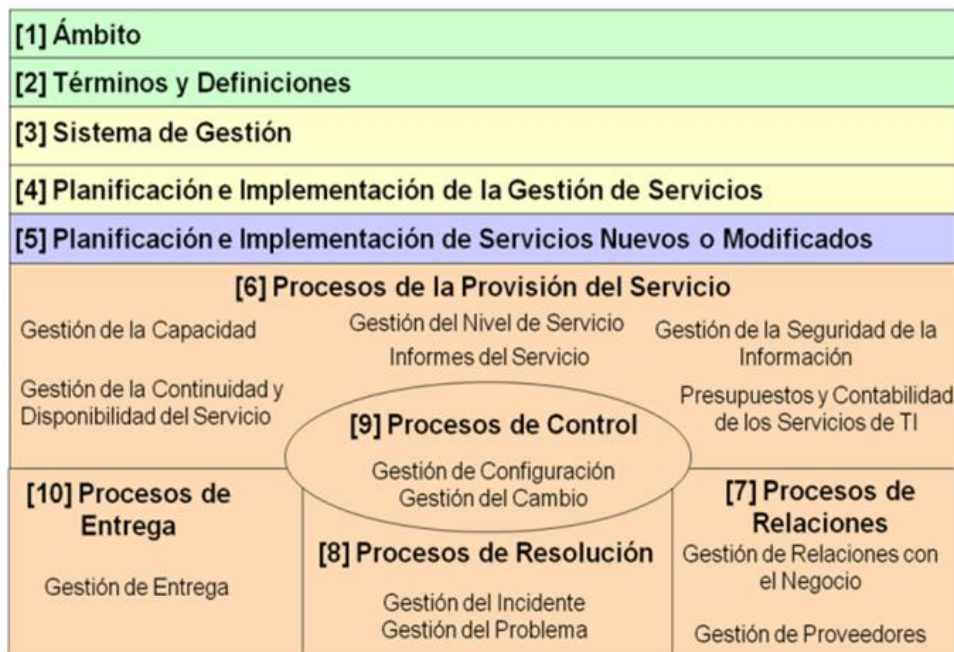 [1] Ámbito
[2] Términos y Definiciones
[3] Sistema de Gestión
[4] Planificación e Implementación de la Gestión de Servicios
[5] Planificación e Implementación de Servicios Nuevos o Modificados
[6] Procesos de la Provisión del Servicio
Gestión de la Capacidad
Gestión de la Continuidad y
Disponibilidad del Servicio
Gestión del Nivel de Servicio
Informes del Servicio
Gestión de la Seguridad de la
Información
Presupuestos y Contabilidad
de los Servicios de TI
[9] Procesos de Control
Gestión de Configuración
Gestión del Cambio
[10] Procesos de
Entrega
Gestión de Entrega
[8] Procesos de Resolución
Gestión del Incidente
Gestión del Problema
[7] Procesos de
Relaciones
Gestión de Relaciones con
el Negocio
Gestión de Proveedores